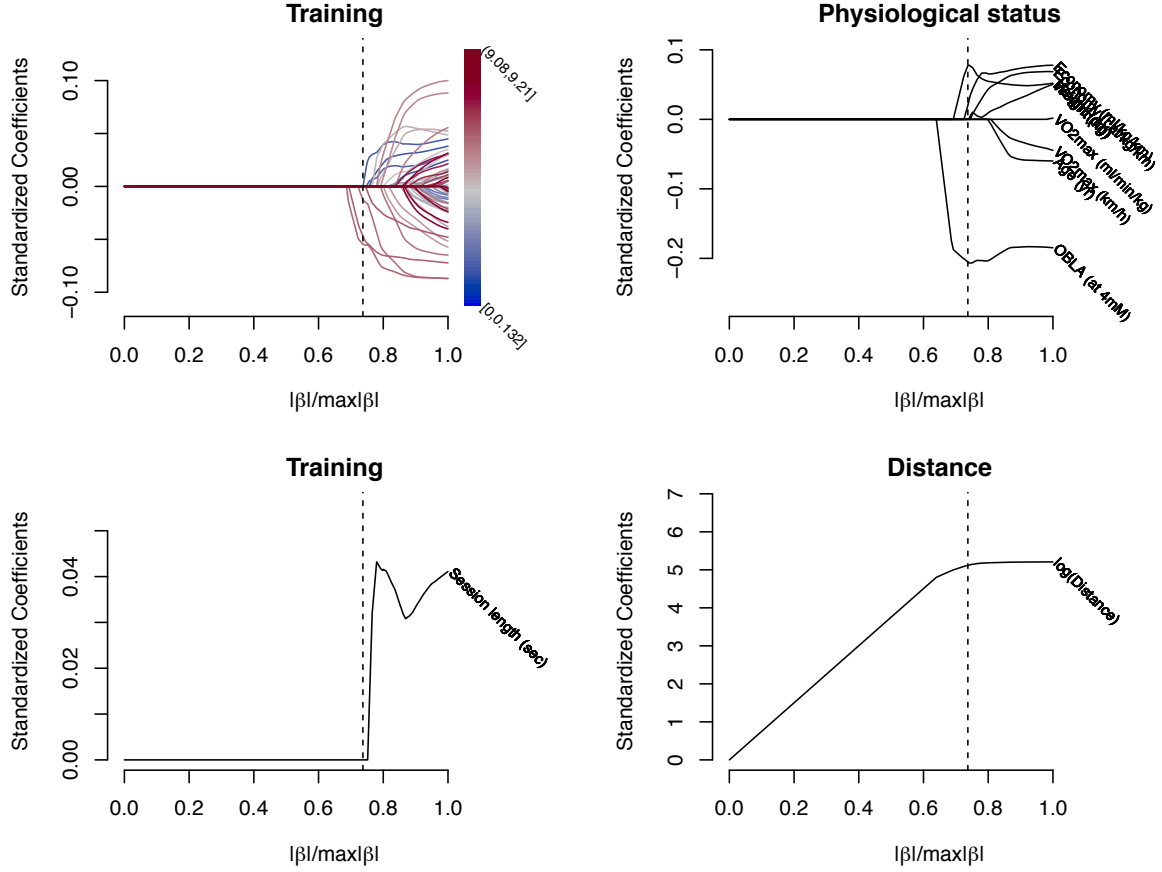 Training
Standardized Coefficients
0.10
0.00
−0.10
0.0 0.2 0.4 0.6 0.8 1.0
|β|/max|β|
(9.08,9.21]
[0,0.132]
Physiological status
Standardized Coefficients
0.1
0.0
−0.1
−0.2
0.0 0.2 0.4 0.6 0.8 1.0
|β|/max|β|
Economy (ml/kg/km)
VO2max (ml/min/kg)
VO2max (km/h)
Age (yr)
OBLA (at 4mM)
Training
Standardized Coefficients
0.04
0.02
0.00
0.0 0.2 0.4 0.6 0.8 1.0
|β|/max|β|
Session length (sec)
Distance
Standardized Coefficients
7
6
5
4
3
2
1
0
0.0 0.2 0.4 0.6 0.8 1.0
|β|/max|β|
log(Distance)